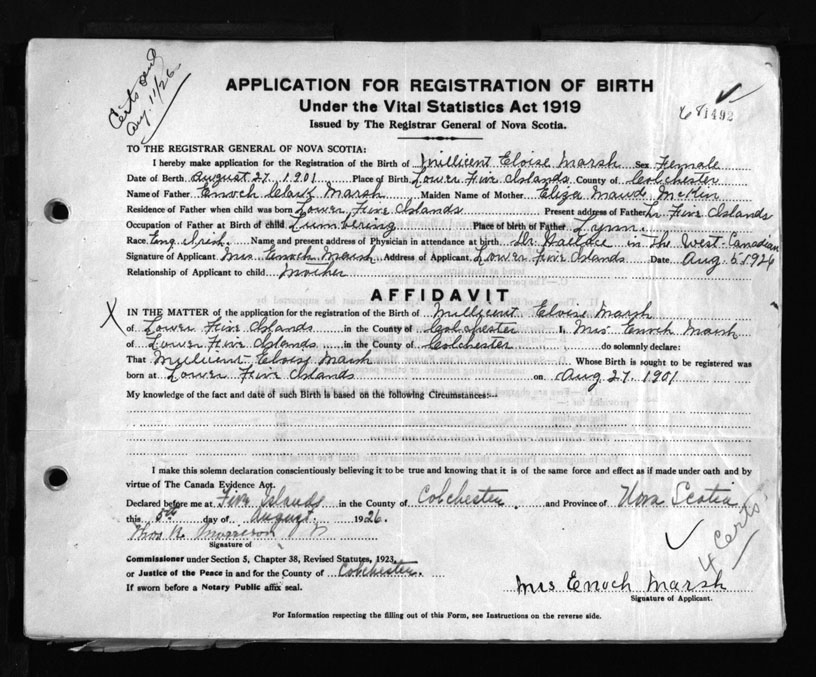 Certs sent
Aug. 11/26.
APPLICATION FOR REGISTRATION OF BIRTH
Under the Vital Statistics Act 1919
Issued by The Registrar General of Nova Scotia.
1492
TO THE REGISTRAR GENERAL OF NOVA SCOTIA:
I hereby make application for the Registration of the Birth of Millicent Eloise Marsh Sex Female
Date of Berth August 27. 1901 Place of Birth Lower Five Islands County of Colchester
Name of Father Enoch Clark Marsh Maiden Name of Mother Eliza Maud
Residence of Father when child was born Lower Five Islands Present address of Father L. Five Islands
Occupation of Father at Birth of child Lumbering Place of birth of Father Lynn.
Race Eng. Irish. Name and present address of Physician in attendance at birth Dr. Wallace in The West. Canadian
Signature of Applicant Mrs Enoch Marsh Address of Applicant Lower Five Islands Date Aug. 5. 1926
Relationship of Applicant to child Mother
AFFIDAVIT
X IN THE MATTER of the application for the registration of the Birth of Millicent Eloise Marsh
of Lower Five Islands in the County of Colchester I, Mrs Enoch Marsh
of Lower Five Islands in the County of Colchester do solemnly declare:
That Millicent Eloise Marsh Whose Birth is sought to be registered was
born at Lower Five Islands on Aug 27. 1901
My knowledge of the fact and date of such Birth is based on the following Circumstances:—
I make this solemn declaration conscientiously believing it to be true and knowing that it is of the same force and effect as if made under oath and by
virtue of The Canada Evidence Act.
Declared before me at Five Islands in the County of Colchester. and Province of Nova Scotia
this 5th day of August. 1926.
Thos R. Morrison
Signature of
4 Certs.
Commissioner under Section 5, Chapter 38, Revised Statutes, 1923,
or Justice of the Peace in and for the County of Colchester.
If sworn before a Notary Public affix seal.
Mrs Enoch Marsh
Signature of Applicant.
For Information respecting the filling out of this Form, see Instructions on the reverse side.